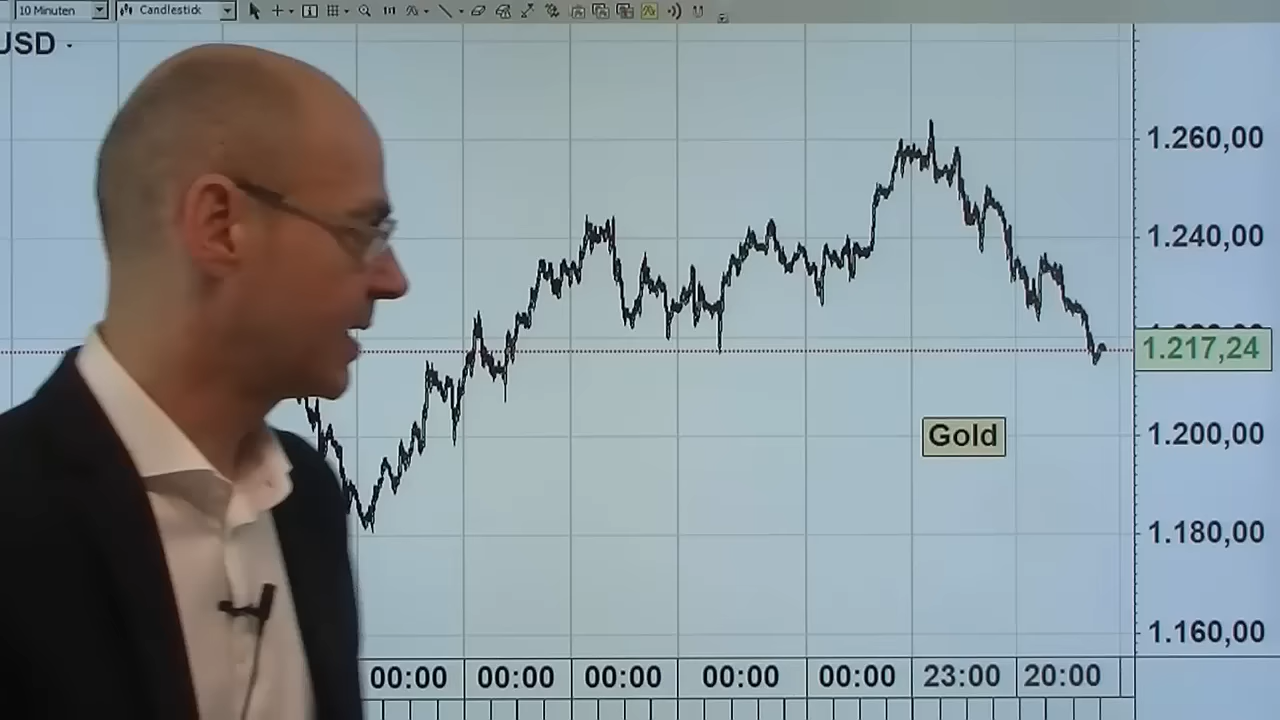 10 Minuten Candlestick
USD
1.260,00
1.240,00
1.217,24
Gold
1.200,00
1.180,00
1.160,00
00:00 00:00 00:00 00:00 00:00 23:00 20:00